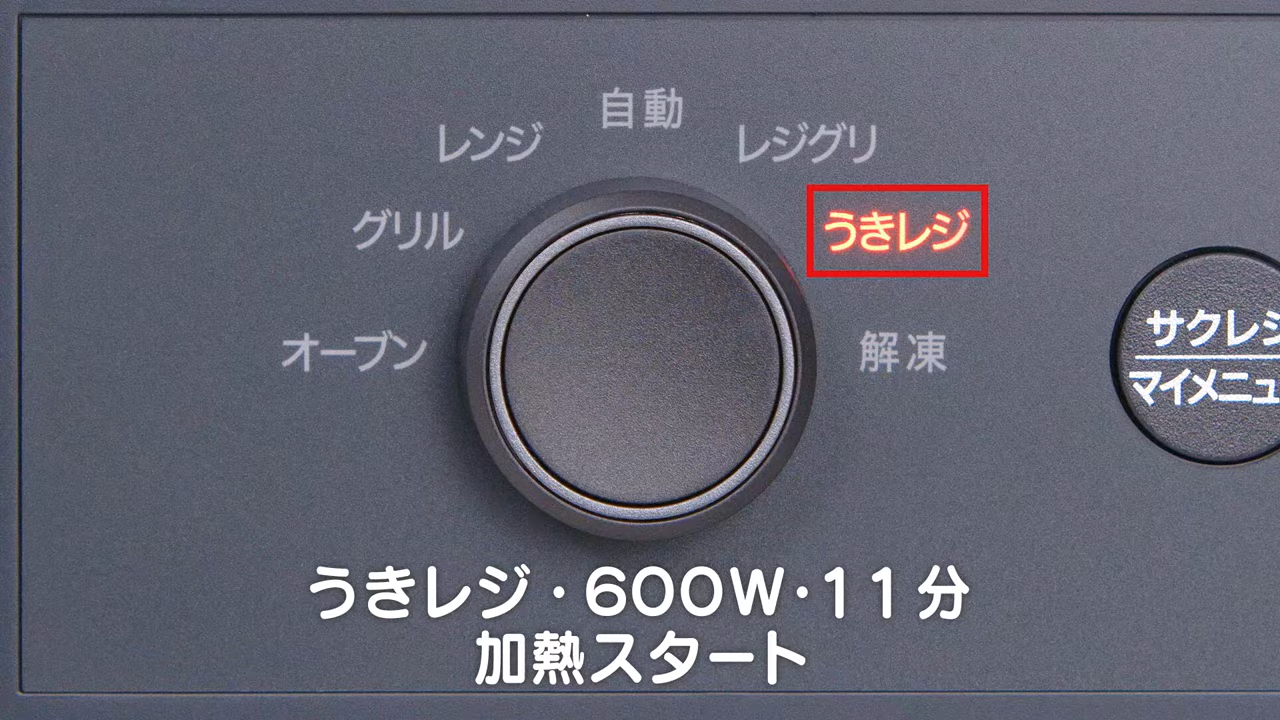 自動
レンジ
レジグリ
グリル
うきレジ
オーブン
解凍
サクレジ
マイメニュ
うきレジ・600W・11分
加熱スタート